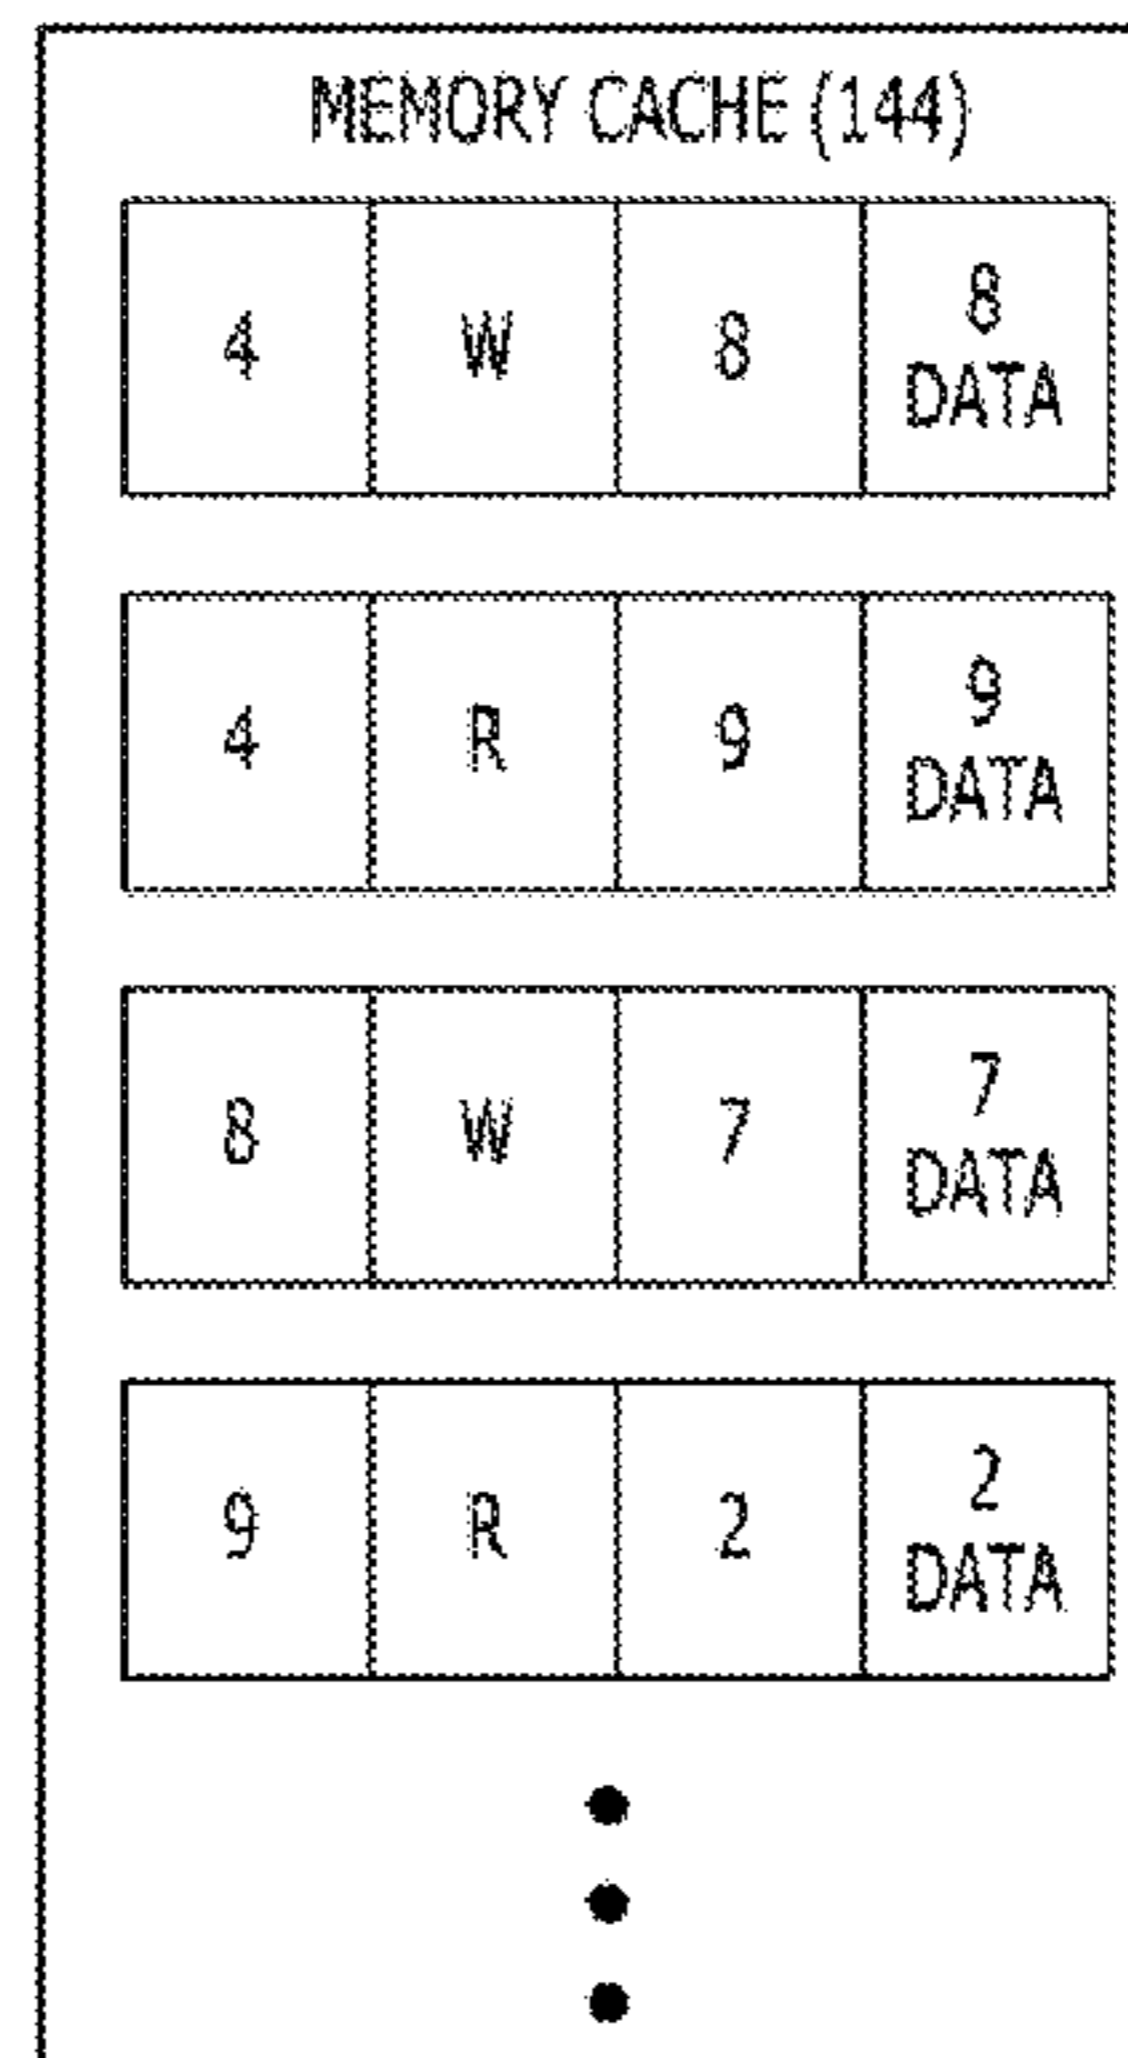 MEMORY CACHE (144)
4 W 8 8 DATA
4 R 9 9 DATA
8 W 7 7 DATA
9 R 2 2 DATA